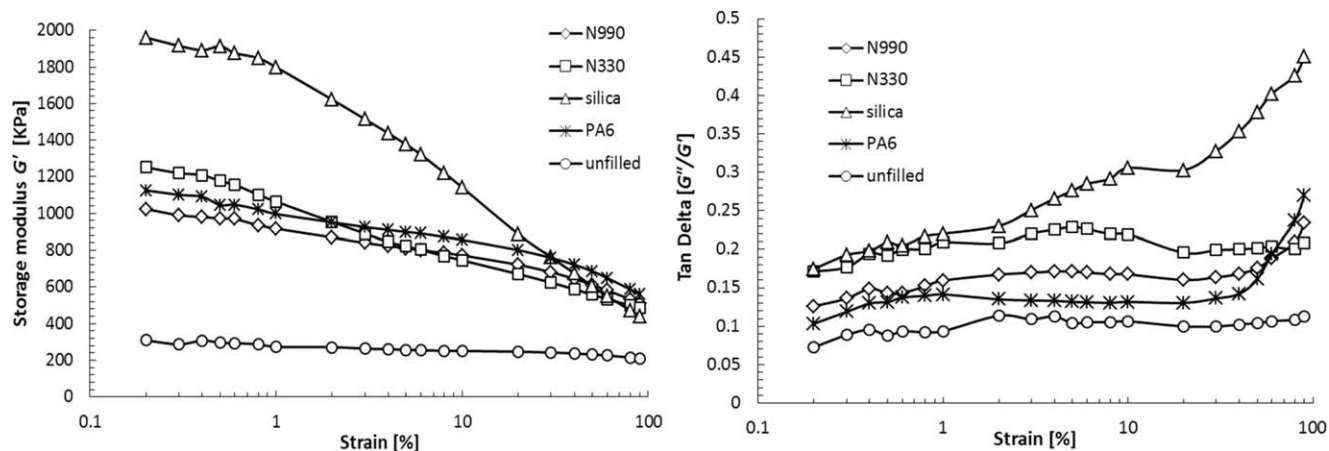 Storage modulus G' [KPa]
2000
1800
1600
1400
1200
1000
800
600
400
200
0
0.1
1
10
100
Strain [%]
N990
N330
silica
PA6
unfilled
Tan Delta [G''/G']
0.5
0.45
0.4
0.35
0.3
0.25
0.2
0.15
0.1
0.05
0
0.1
1
10
100
Strain [%]
N990
N330
silica
PA6
unfilled